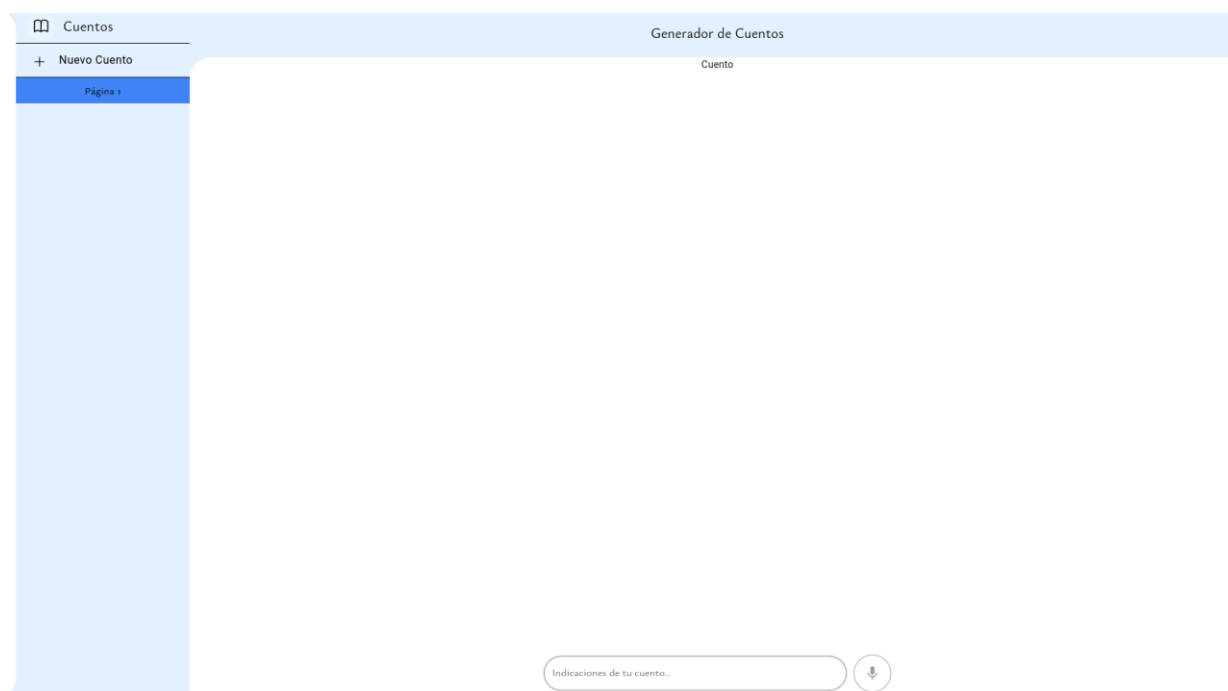 Cuentos
Generador de Cuentos
Nuevo Cuento
Cuento
Página 1
Indicaciones de tu cuento..